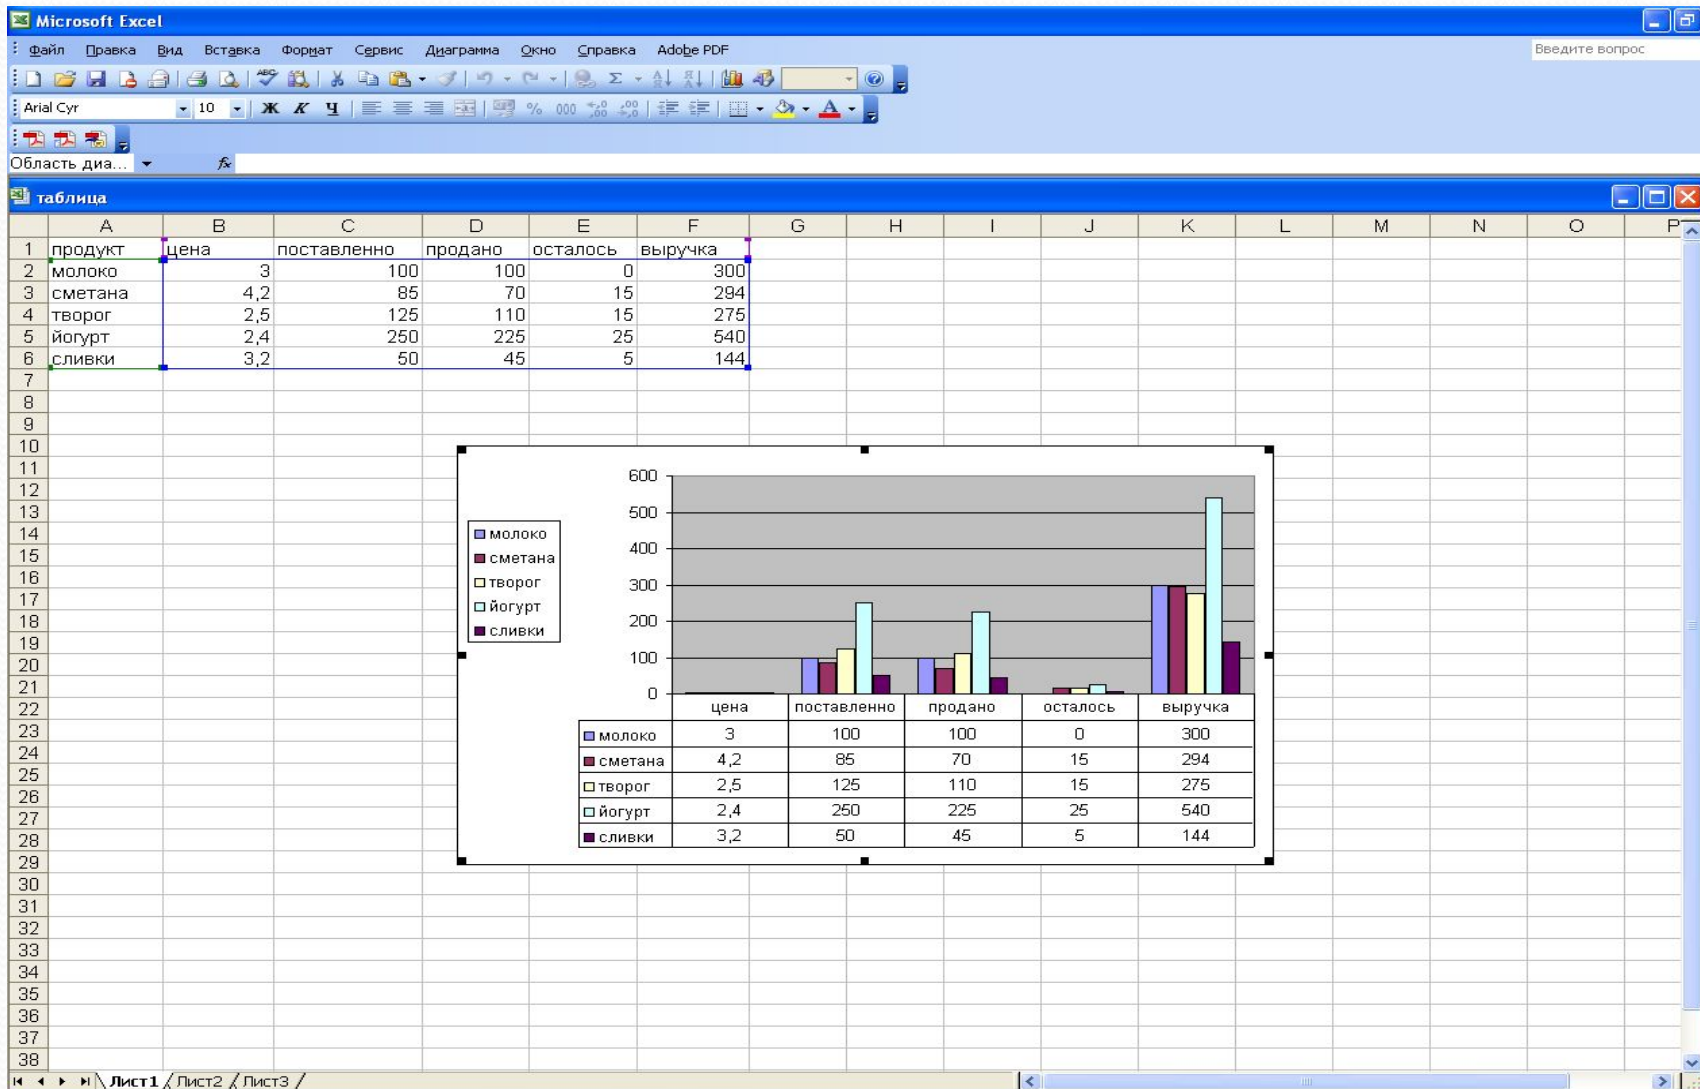 Microsoft Excel
Файл Правка Вид Вставка Формат Сервис Диаграмма Окно Справка Adobe PDF Введите вопрос
Arial Cyr 10 Ж К Ч % 000
Область диа... fx
таблица
A B C D E F G H I J K L M N O P
1 продукт цена поставленно продано осталось выручка
2 молоко 3 100 100 0 300
3 сметана 4,2 85 70 15 294
4 творог 2,5 125 110 15 275
5 йогурт 2,4 250 225 25 540
6 сливки 3,2 50 45 5 144
7
8
9
10
11
12
13
14
15
16
17
18
19
20
21
22
23
24
25
26
27
28
29
30
31
32
33
34
35
36
37
38
600
500
400
300
200
100
0
молоко
сметана
творог
йогурт
сливки
цена поставленно продано осталось выручка
молоко 3 100 100 0 300
сметана 4,2 85 70 15 294
творог 2,5 125 110 15 275
йогурт 2,4 250 225 25 540
сливки 3,2 50 45 5 144
Лист1 Лист2 Лист3